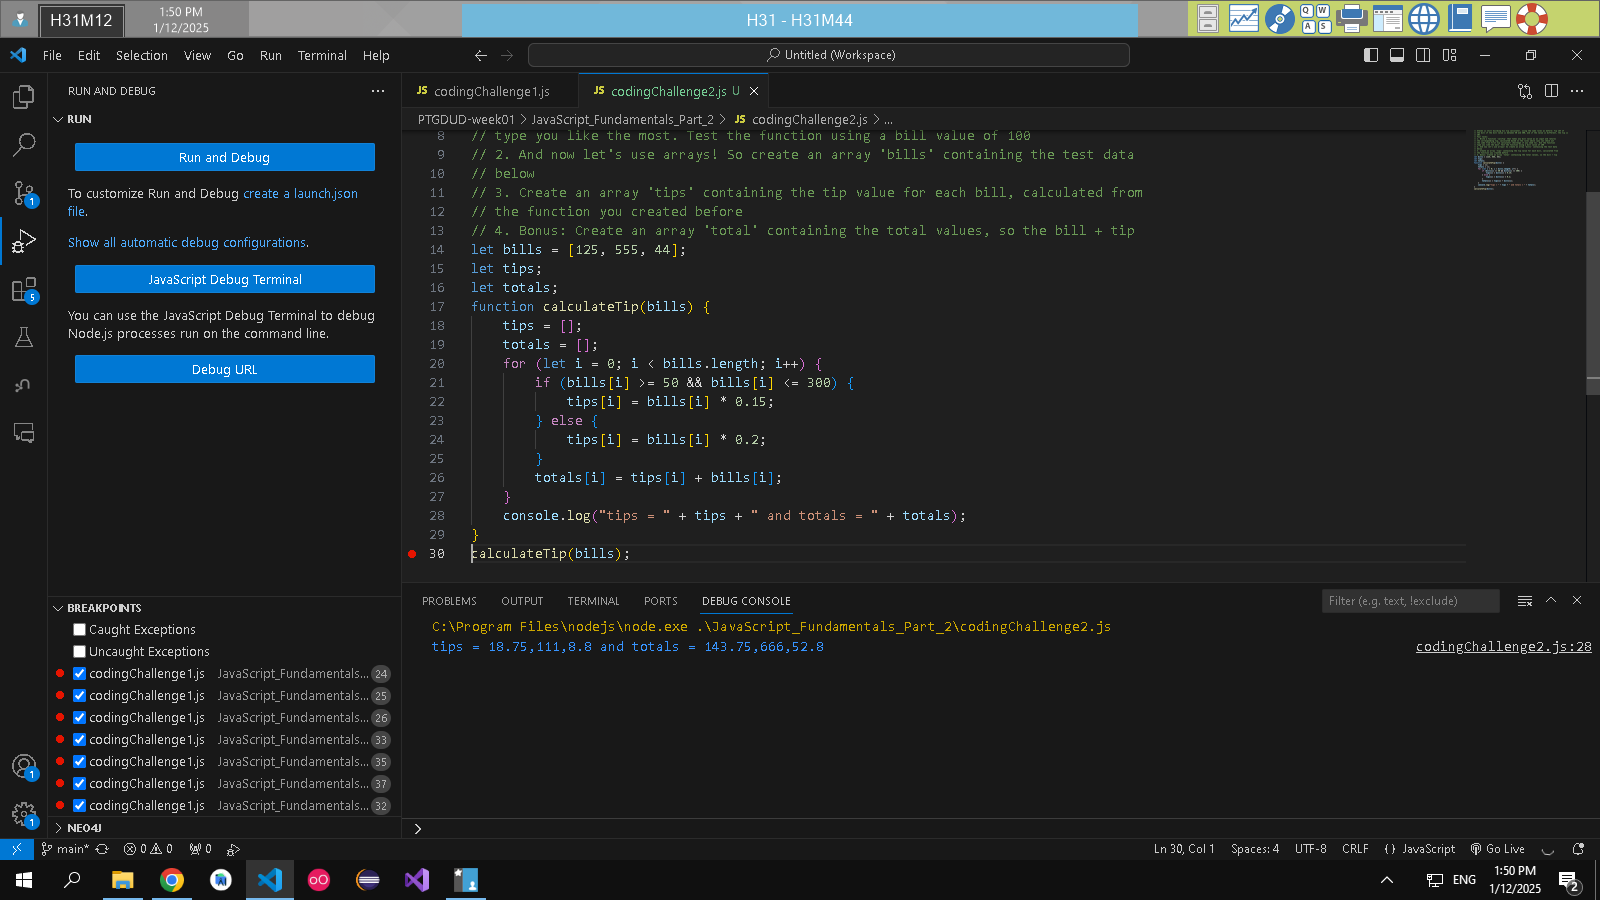 H31M12
1:50 PM
1/12/2025
H31 - H31M44
Q W
A S
File Edit Selection View Go Run Terminal Help
Untitled (Workspace)
RUN AND DEBUG
RUN
Run and Debug
To customize Run and Debug create a launch.json
file.
Show all automatic debug configurations.
JavaScript Debug Terminal
You can use the JavaScript Debug Terminal to debug
Node.js processes run on the command line.
Debug URL
BREAKPOINTS
Caught Exceptions
Uncaught Exceptions
codingChallenge1.js JavaScript_Fundamentals... 24
codingChallenge1.js JavaScript_Fundamentals... 25
codingChallenge1.js JavaScript_Fundamentals... 26
codingChallenge1.js JavaScript_Fundamentals... 33
codingChallenge1.js JavaScript_Fundamentals... 35
codingChallenge1.js JavaScript_Fundamentals... 37
codingChallenge1.js JavaScript_Fundamentals... 32
NEO4J
1
5
1
1
JS codingChallenge1.js
JS codingChallenge2.js U
PTGDUD-week01 > JavaScript_Fundamentals_Part_2 > JS codingChallenge2.js > ...
8 // type you like the most. Test the function using a bill value of 100
9 // 2. And now let's use arrays! So create an array 'bills' containing the test data
10 // below
11 // 3. Create an array 'tips' containing the tip value for each bill, calculated from
12 // the function you created before
13 // 4. Bonus: Create an array 'total' containing the total values, so the bill + tip
14 let bills = [125, 555, 44];
15 let tips;
16 let totals;
17 function calculateTip(bills) {
18 tips = [];
19 totals = [];
20 for (let i = 0; i < bills.length; i++) {
21 if (bills[i] >= 50 && bills[i] <= 300) {
22 tips[i] = bills[i] * 0.15;
23 } else {
24 tips[i] = bills[i] * 0.2;
25 }
26 totals[i] = tips[i] + bills[i];
27 }
28 console.log("tips = " + tips + " and totals = " + totals);
29 }
30 calculateTip(bills);
PROBLEMS OUTPUT TERMINAL PORTS DEBUG CONSOLE
Filter (e.g. text, !exclude)
C:\Program Files\nodejs\node.exe .\JavaScript_Fundamentals_Part_2\codingChallenge2.js
tips = 18.75,111,8.8 and totals = 143.75,666,52.8 codingChallenge2.js:28
main* 0 0 0
Ln 30, Col 1 Spaces: 4 UTF-8 CRLF {} JavaScript Go Live
ENG
1:50 PM
1/12/2025
2